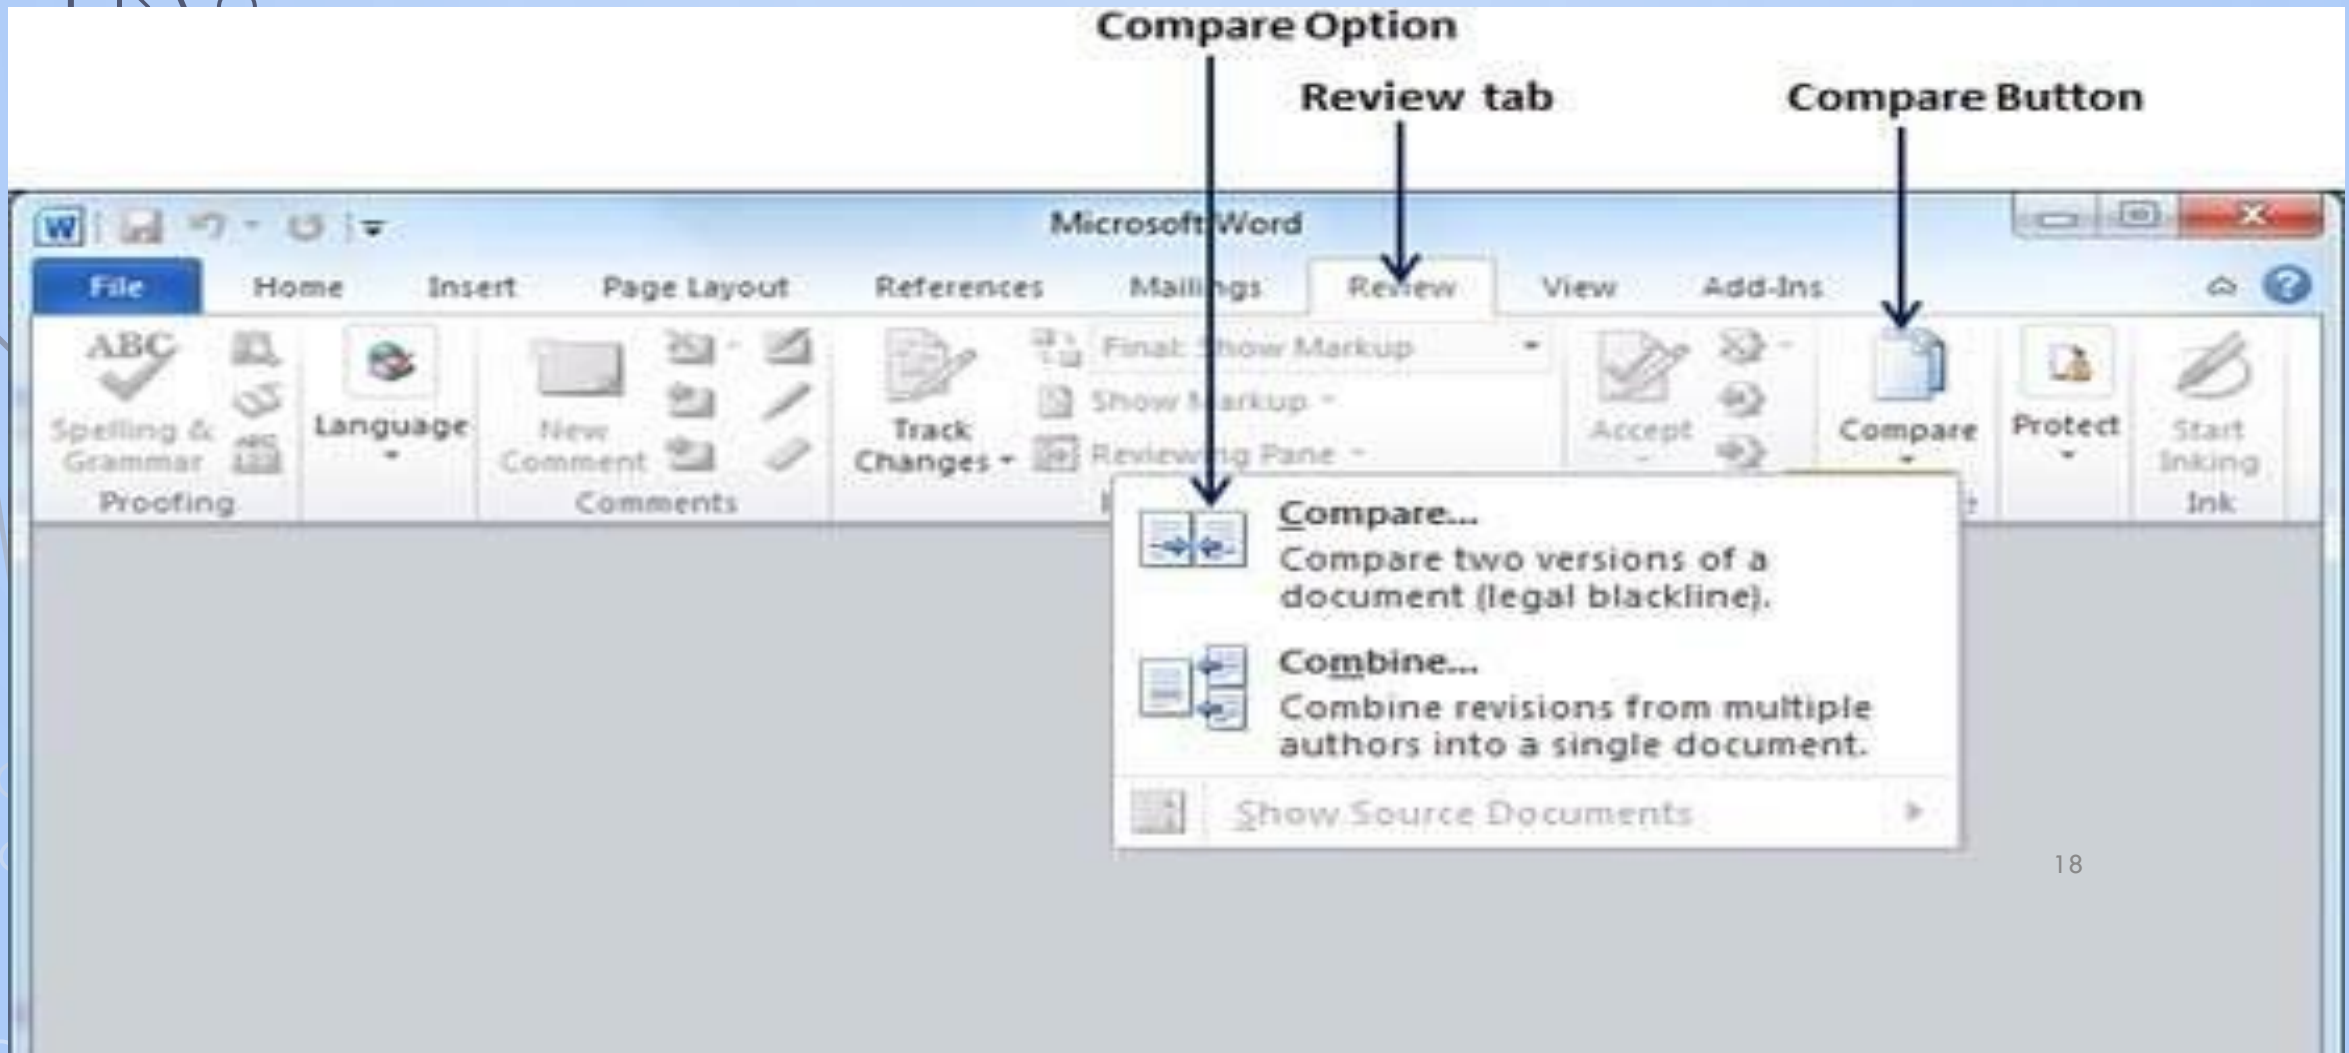 Compare Option
Review tab
Compare Button
W
Microsoft Word
File Home Insert Page Layout References Mailings Review View Add-Ins
ABC
Final: Show Markup
Show Markup
Reviewing Pane
Spelling &
Grammar
Language
New
Comment
Track
Changes
Accept
Compare
Protect
Start
Inking
Proofing
Comments
Ink
Compare...
Compare two versions of a
document (legal blackline).
Combine...
Combine revisions from multiple
authors into a single document.
Show Source Documents
18